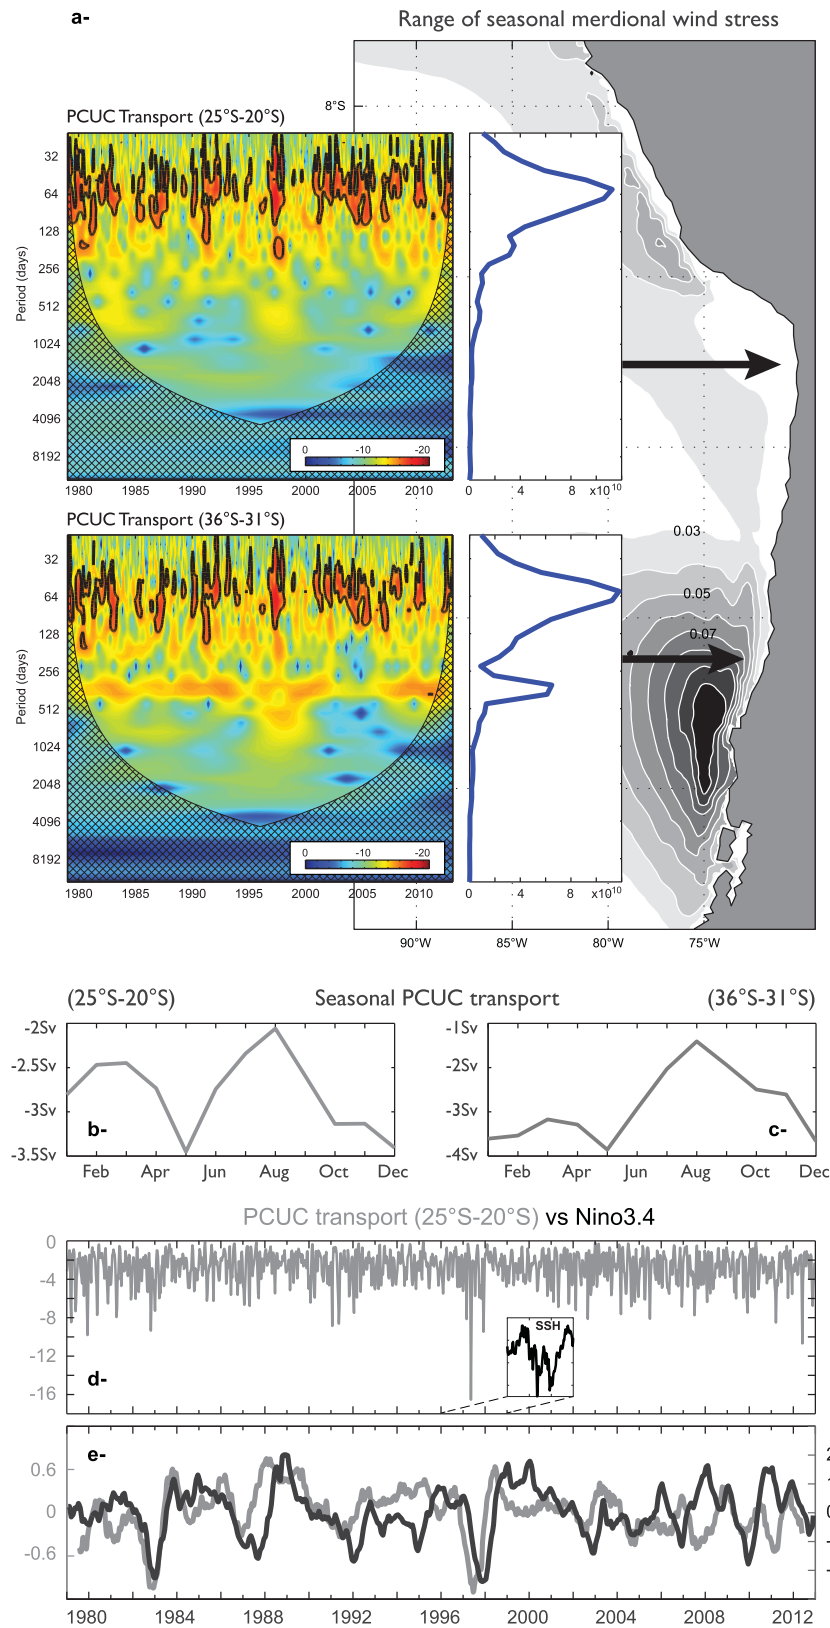 a-
Range of seasonal merdional wind stress
8°S
PCUC Transport (25°S-20°S)
Period (days)
32
64
128
256
512
1024
2048
4096
8192
0 -10 -20
1980 1985 1990 1995 2000 2005 2010
0 4 8 x10^10
PCUC Transport (36°S-31°S)
0.03
0.05
0.07
Period (days)
32
64
128
256
512
1024
2048
4096
8192
0 -10 -20
1980 1985 1990 1995 2000 2005 2010
0 4 8 x10^10
90°W 85°W 80°W 75°W
(25°S-20°S) Seasonal PCUC transport (36°S-31°S)
-2Sv
-2.5Sv
-3Sv
-3.5Sv
b-
Feb Apr Jun Aug Oct Dec
-1Sv
-2Sv
-3Sv
-4Sv
c-
Feb Apr Jun Aug Oct Dec
PCUC transport (25°S-20°S) vs Nino3.4
0
-4
-8
-12
-16
SSH
d-
e-
0.6
0
-0.6
2
1
0
-
-
1980 1984 1988 1992 1996 2000 2004 2008 2012